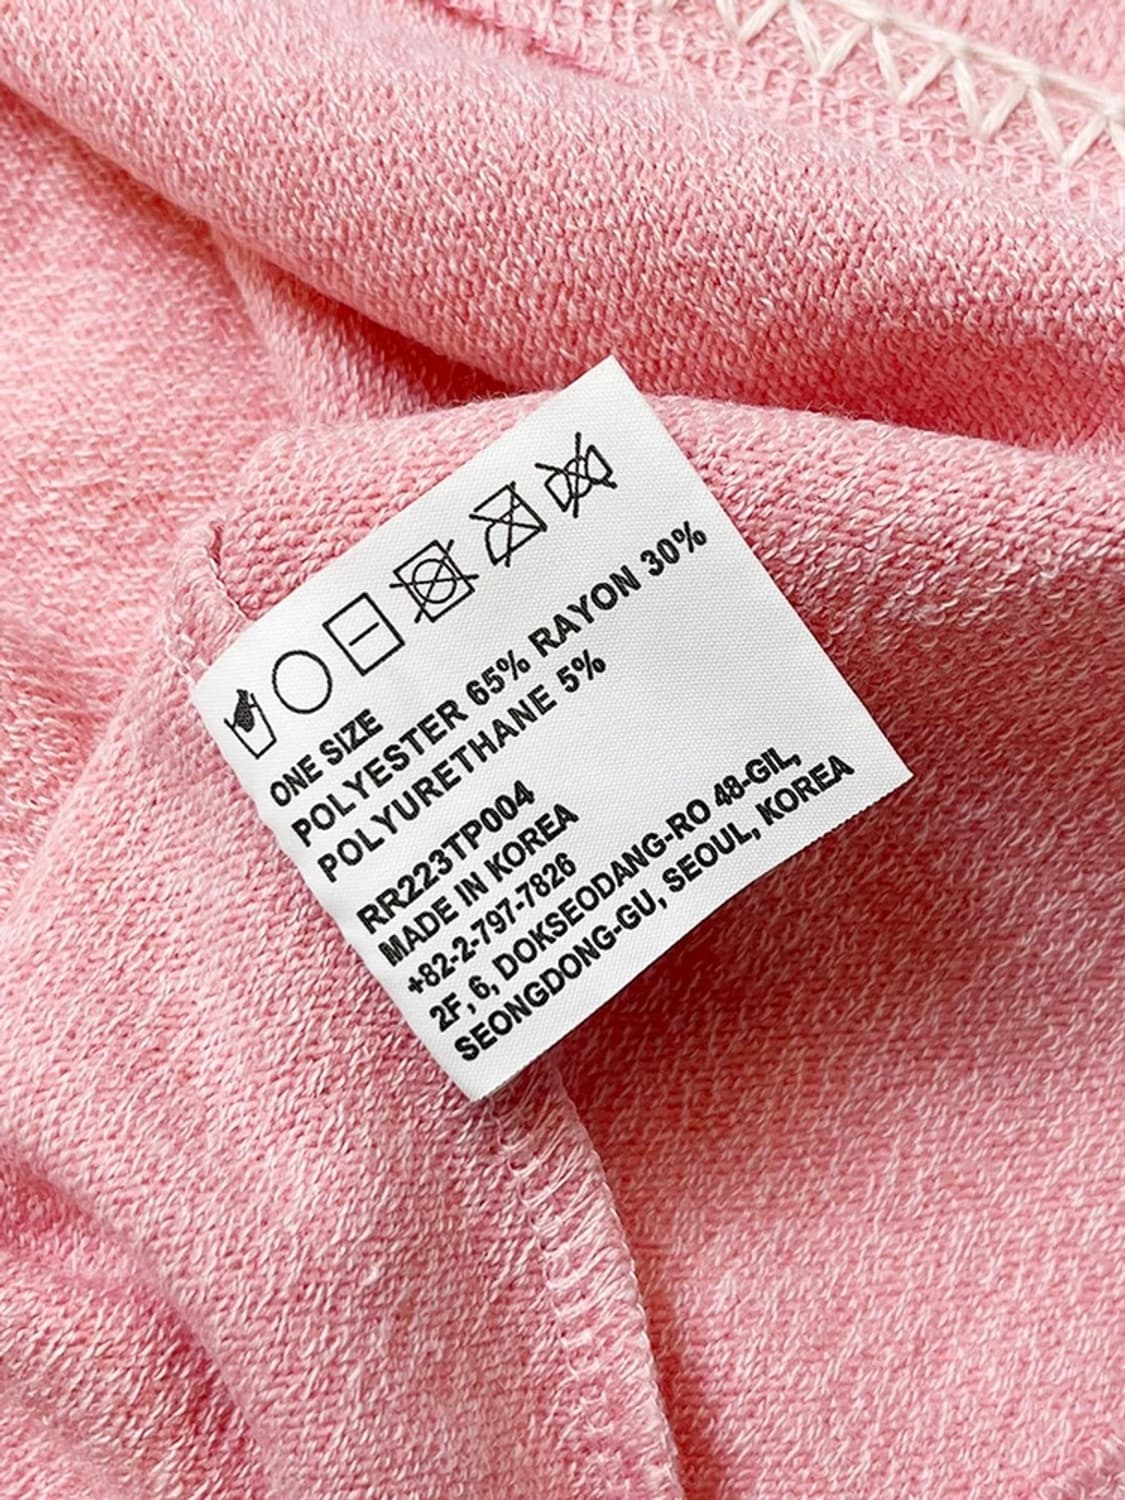 ONE SIZE
POLYESTER 65% RAYON 30%
POLYURETHANE 5%
RR223TP004
MADE IN KOREA
+82-2-797-7826
2F, 6, DOKSEODANG-RO 48-GIL,
SEONGDONG-GU, SEOUL, KOREA